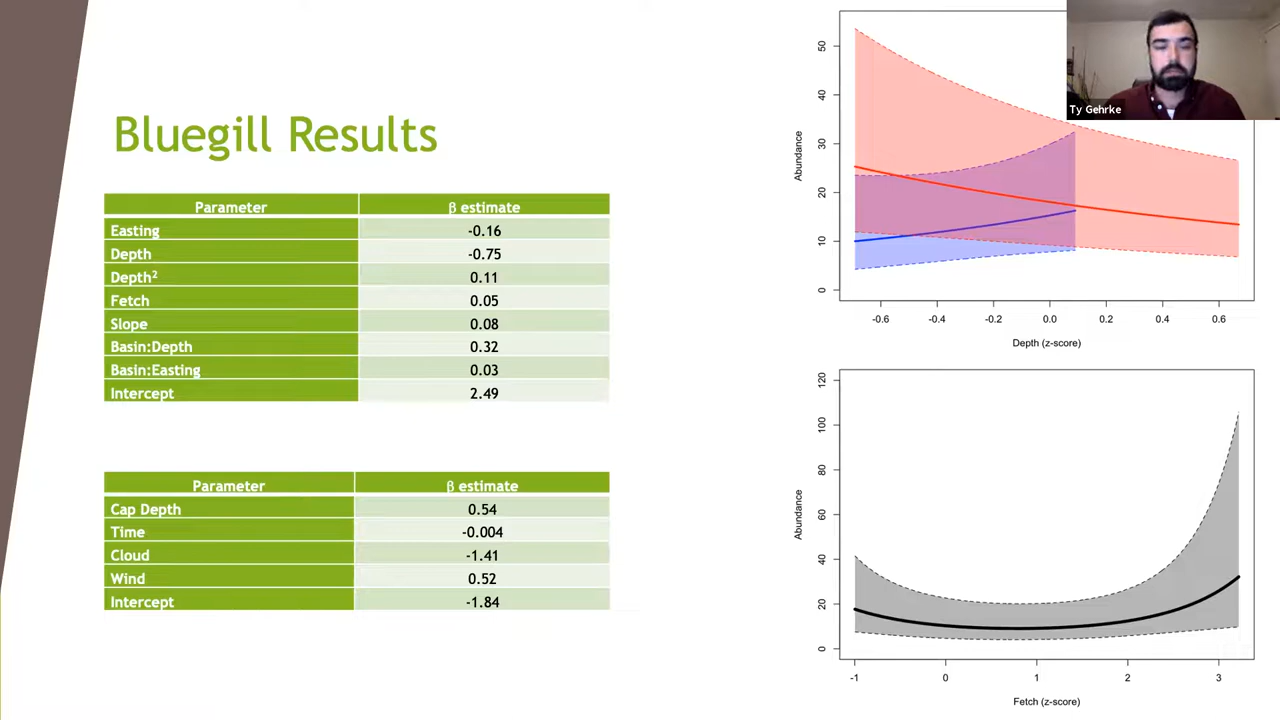 Bluegill Results
Parameter β estimate
Easting -0.16
Depth -0.75
Depth² 0.11
Fetch 0.05
Slope 0.08
Basin:Depth 0.32
Basin:Easting 0.03
Intercept 2.49
Parameter β estimate
Cap Depth 0.54
Time -0.004
Cloud -1.41
Wind 0.52
Intercept -1.84
Ty Gehrke
50
40
30
20
10
0
Abundance
-0.6 -0.4 -0.2 0.0 0.2 0.4 0.6
Depth (z-score)
120
100
80
60
40
20
0
Abundance
-1 0 1 2 3
Fetch (z-score)